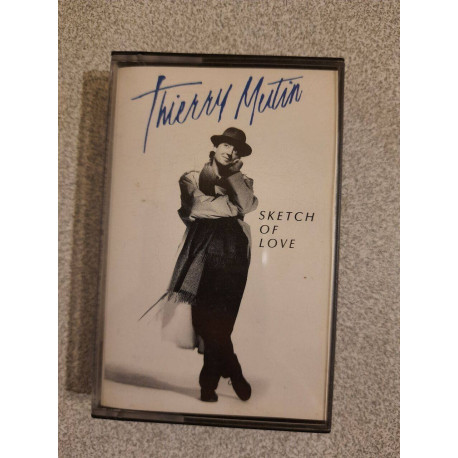 Thierry Mutin
SKETCH
OF
LOVE